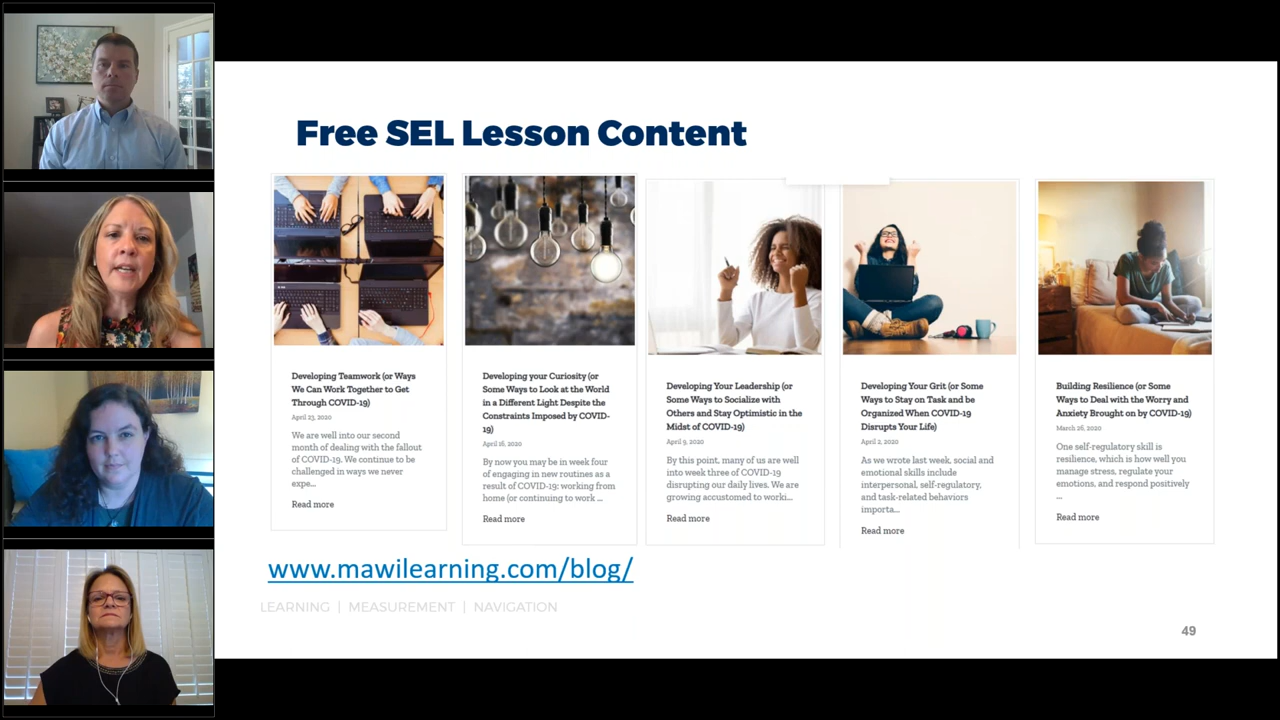 Free SEL Lesson Content
Developing Teamwork (or Ways
We Can Work Together to Get
Through COVID-19)
April 23, 2020
We are well into our second
month of dealing with the fallout
of COVID-19. We continue to be
challenged in ways we never
expe...
Read more
Developing your Curiosity (or
Some Ways to Look at the World
in a Different Light Despite the
Constraints Imposed by COVID-
19)
April 16, 2020
By now you may be in week four
of engaging in new routines as a
result of COVID-19: working from
home (or continuing to work ...
Read more
Developing Your Leadership (or
Some Ways to Socialize with
Others and Stay Optimistic in the
Midst of COVID-19)
April 9, 2020
By this point, many of us are well
into week three of COVID-19
disrupting our daily lives. We are
growing accustomed to worki...
Read more
Developing Your Grit (or Some
Ways to Stay on Task and be
Organized When COVID-19
Disrupts Your Life)
April 2, 2020
As we wrote last week, social and
emotional skills include
interpersonal, self-regulatory,
and task-related behaviors
importa...
Read more
Building Resilience (or Some
Ways to Deal with the Worry and
Anxiety Brought on by COVID-19)
March 26, 2020
One self-regulatory skill is
resilience, which is how well you
manage stress, regulate your
emotions, and respond positively
...
Read more
www.mawilearning.com/blog/
LEARNING | MEASUREMENT | NAVIGATION
49